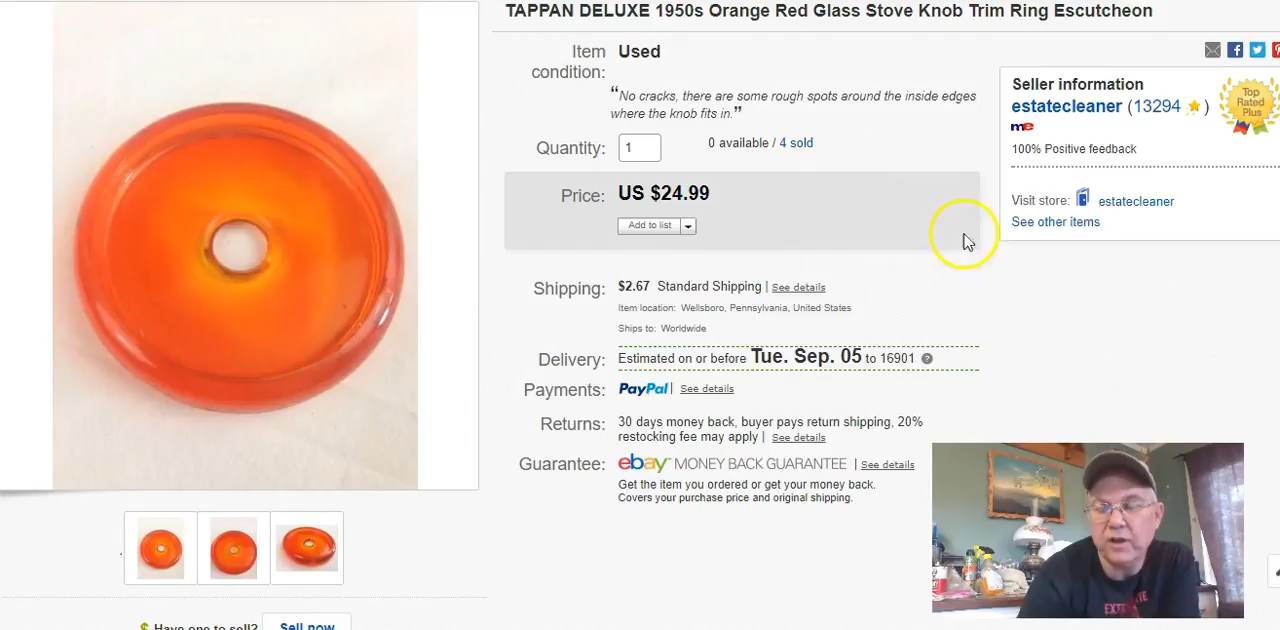 TAPPAN DELUXE 1950s Orange Red Glass Stove Knob Trim Ring Escutcheon
Item condition:
Used
"No cracks, there are some rough spots around the inside edges
where the knob fits in."
Quantity:
1
0 available / 4 sold
Price:
US $24.99
Add to list
Shipping:
$2.67 Standard Shipping | See details
Item location: Wellsboro, Pennsylvania, United States
Ships to: Worldwide
Delivery:
Estimated on or before Tue. Sep. 05 to 16901 ?
Payments:
PayPal | See details
Returns:
30 days money back, buyer pays return shipping, 20%
restocking fee may apply | See details
Guarantee:
ebay MONEY BACK GUARANTEE | See details
Get the item you ordered or get your money back.
Covers your purchase price and original shipping.
Seller information
estatecleaner (13294 )
me
100% Positive feedback
Visit store: estatecleaner
See other items
Top
Rated
Plus
$ Have one to sell? Sell now